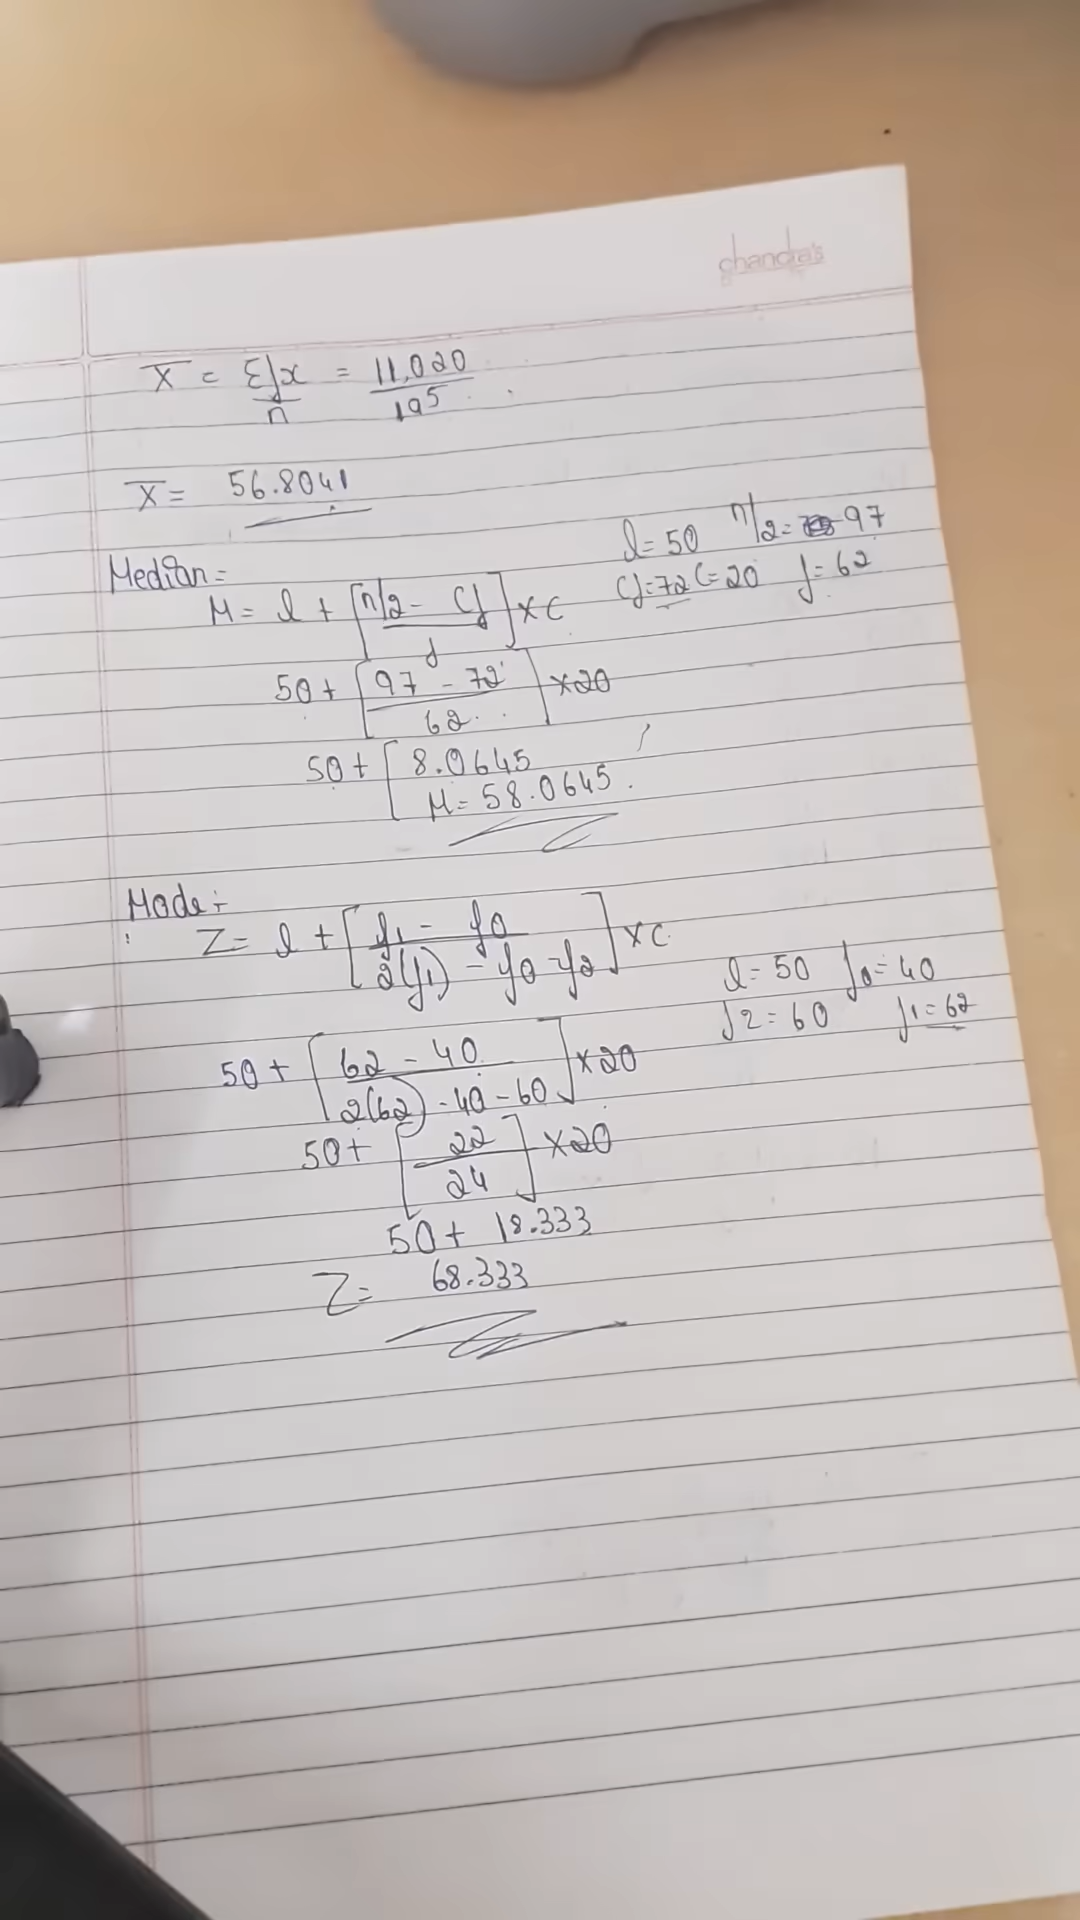 chandra's
X̅ = Σfx/n = 11,020/195
X̅ = 56.8041
Median =
l = 50 n/2 = 97
Cf = 72 C = 20 f = 62
M = l + [n/2 - Cf / f] × C
50 + [97 - 72 / 62] × 20
50 + [8.0645
M = 58.0645.
Mode :-
Z = l + [f1 - f0 / 2(f1) - f0 - f2] × C
l = 50 f0 = 40
f2 = 60 f1 = 62
50 + [62 - 40 / 2(62) - 40 - 60] × 20
50 + [22 / 24] × 20
50 + 18.333
Z = 68.333